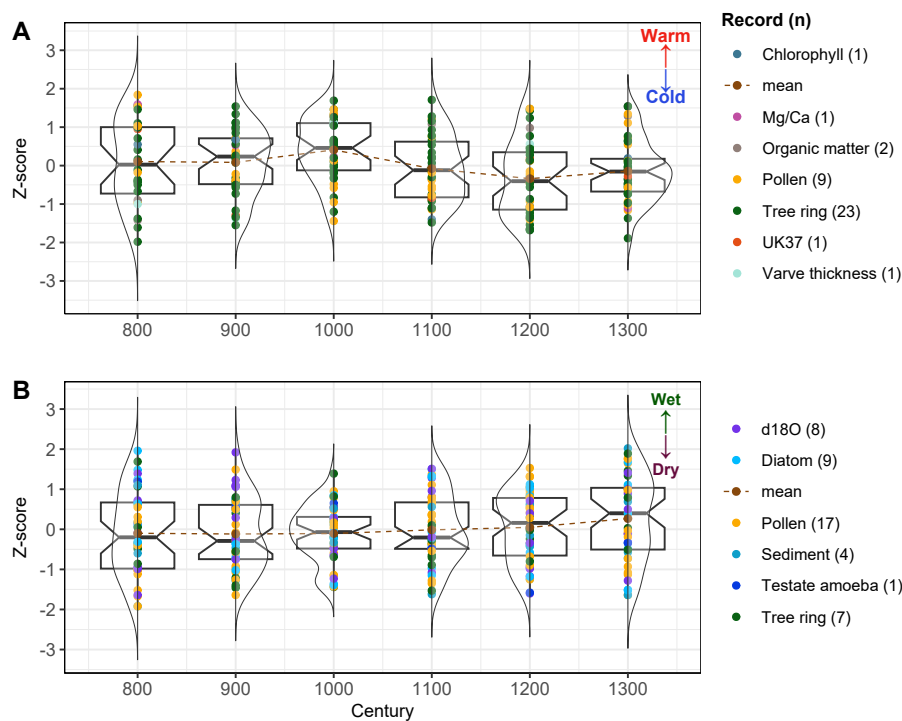 A
Z-score
3
2
1
0
-1
-2
-3
800 900 1000 1100 1200 1300
Warm
Cold
Record (n)
Chlorophyll (1)
mean
Mg/Ca (1)
Organic matter (2)
Pollen (9)
Tree ring (23)
UK37 (1)
Varve thickness (1)
B
Z-score
3
2
1
0
-1
-2
-3
800 900 1000 1100 1200 1300
Century
Wet
Dry
d18O (8)
Diatom (9)
mean
Pollen (17)
Sediment (4)
Testate amoeba (1)
Tree ring (7)